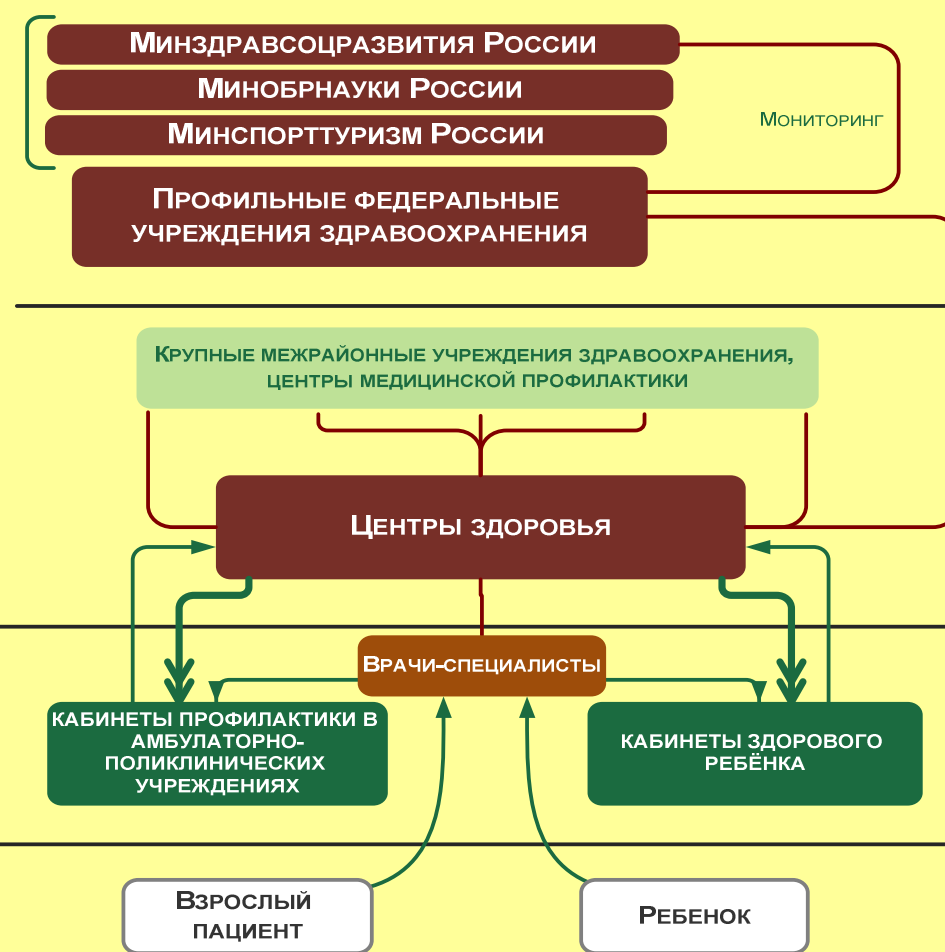 Минздравсоцразвития России
Минобрнауки России
Минспорттуризм России
Мониторинг
Профильные федеральные
учреждения здравоохранения
Крупные межрайонные учреждения здравоохранения,
центры медицинской профилактики
Центры здоровья
Врачи-специалисты
кабинеты профилактики в
амбулаторно-
поликлинических
учреждениях
кабинеты здорового
ребёнка
Взрослый
пациент
Ребенок